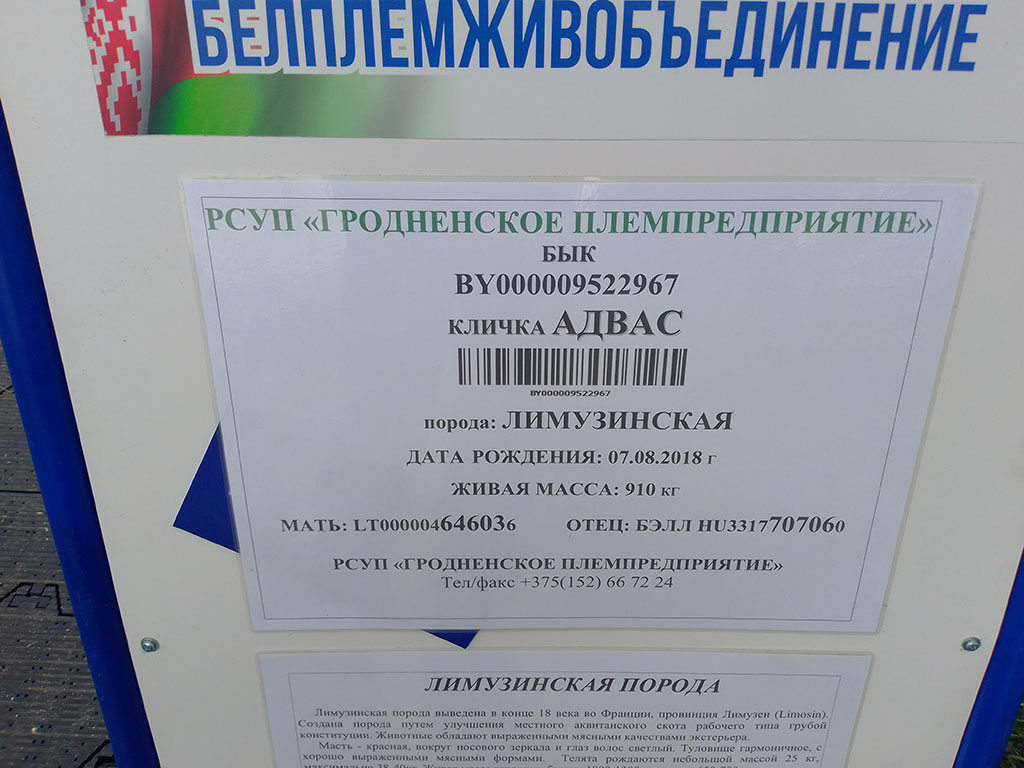 БЕЛПЛЕМЖИВОБЪЕДИНЕНИЕ
РСУП «ГРОДНЕНСКОЕ ПЛЕМПРЕДПРИЯТИЕ»
БЫК
BY000009522967
КЛИЧКА АДВАС
BY000009522967
порода: ЛИМУЗИНСКАЯ
ДАТА РОЖДЕНИЯ: 07.08.2018 г
ЖИВАЯ МАССА: 910 кг
МАТЬ: LT000004646036 ОТЕЦ: БЭЛЛ HU3317707060
РСУП «ГРОДНЕНСКОЕ ПЛЕМПРЕДПРИЯТИЕ»
Тел/факс +375(152) 66 72 24
ЛИМУЗИНСКАЯ ПОРОДА
Лимузинская порода выведена в конце 18 века во Франции, провинция Лимузен (Limosin).
Создана порода путем улучшения местного аквитанского скота рабочего типа грубой
конституции. Животные обладают выраженными мясными качествами экстерьера.
Масть - красная, вокруг носового зеркала и глаз волос светлый. Туловище гармоничное, с
хорошо выраженными мясными формами. Телята рождаются небольшой массой 25 кг,